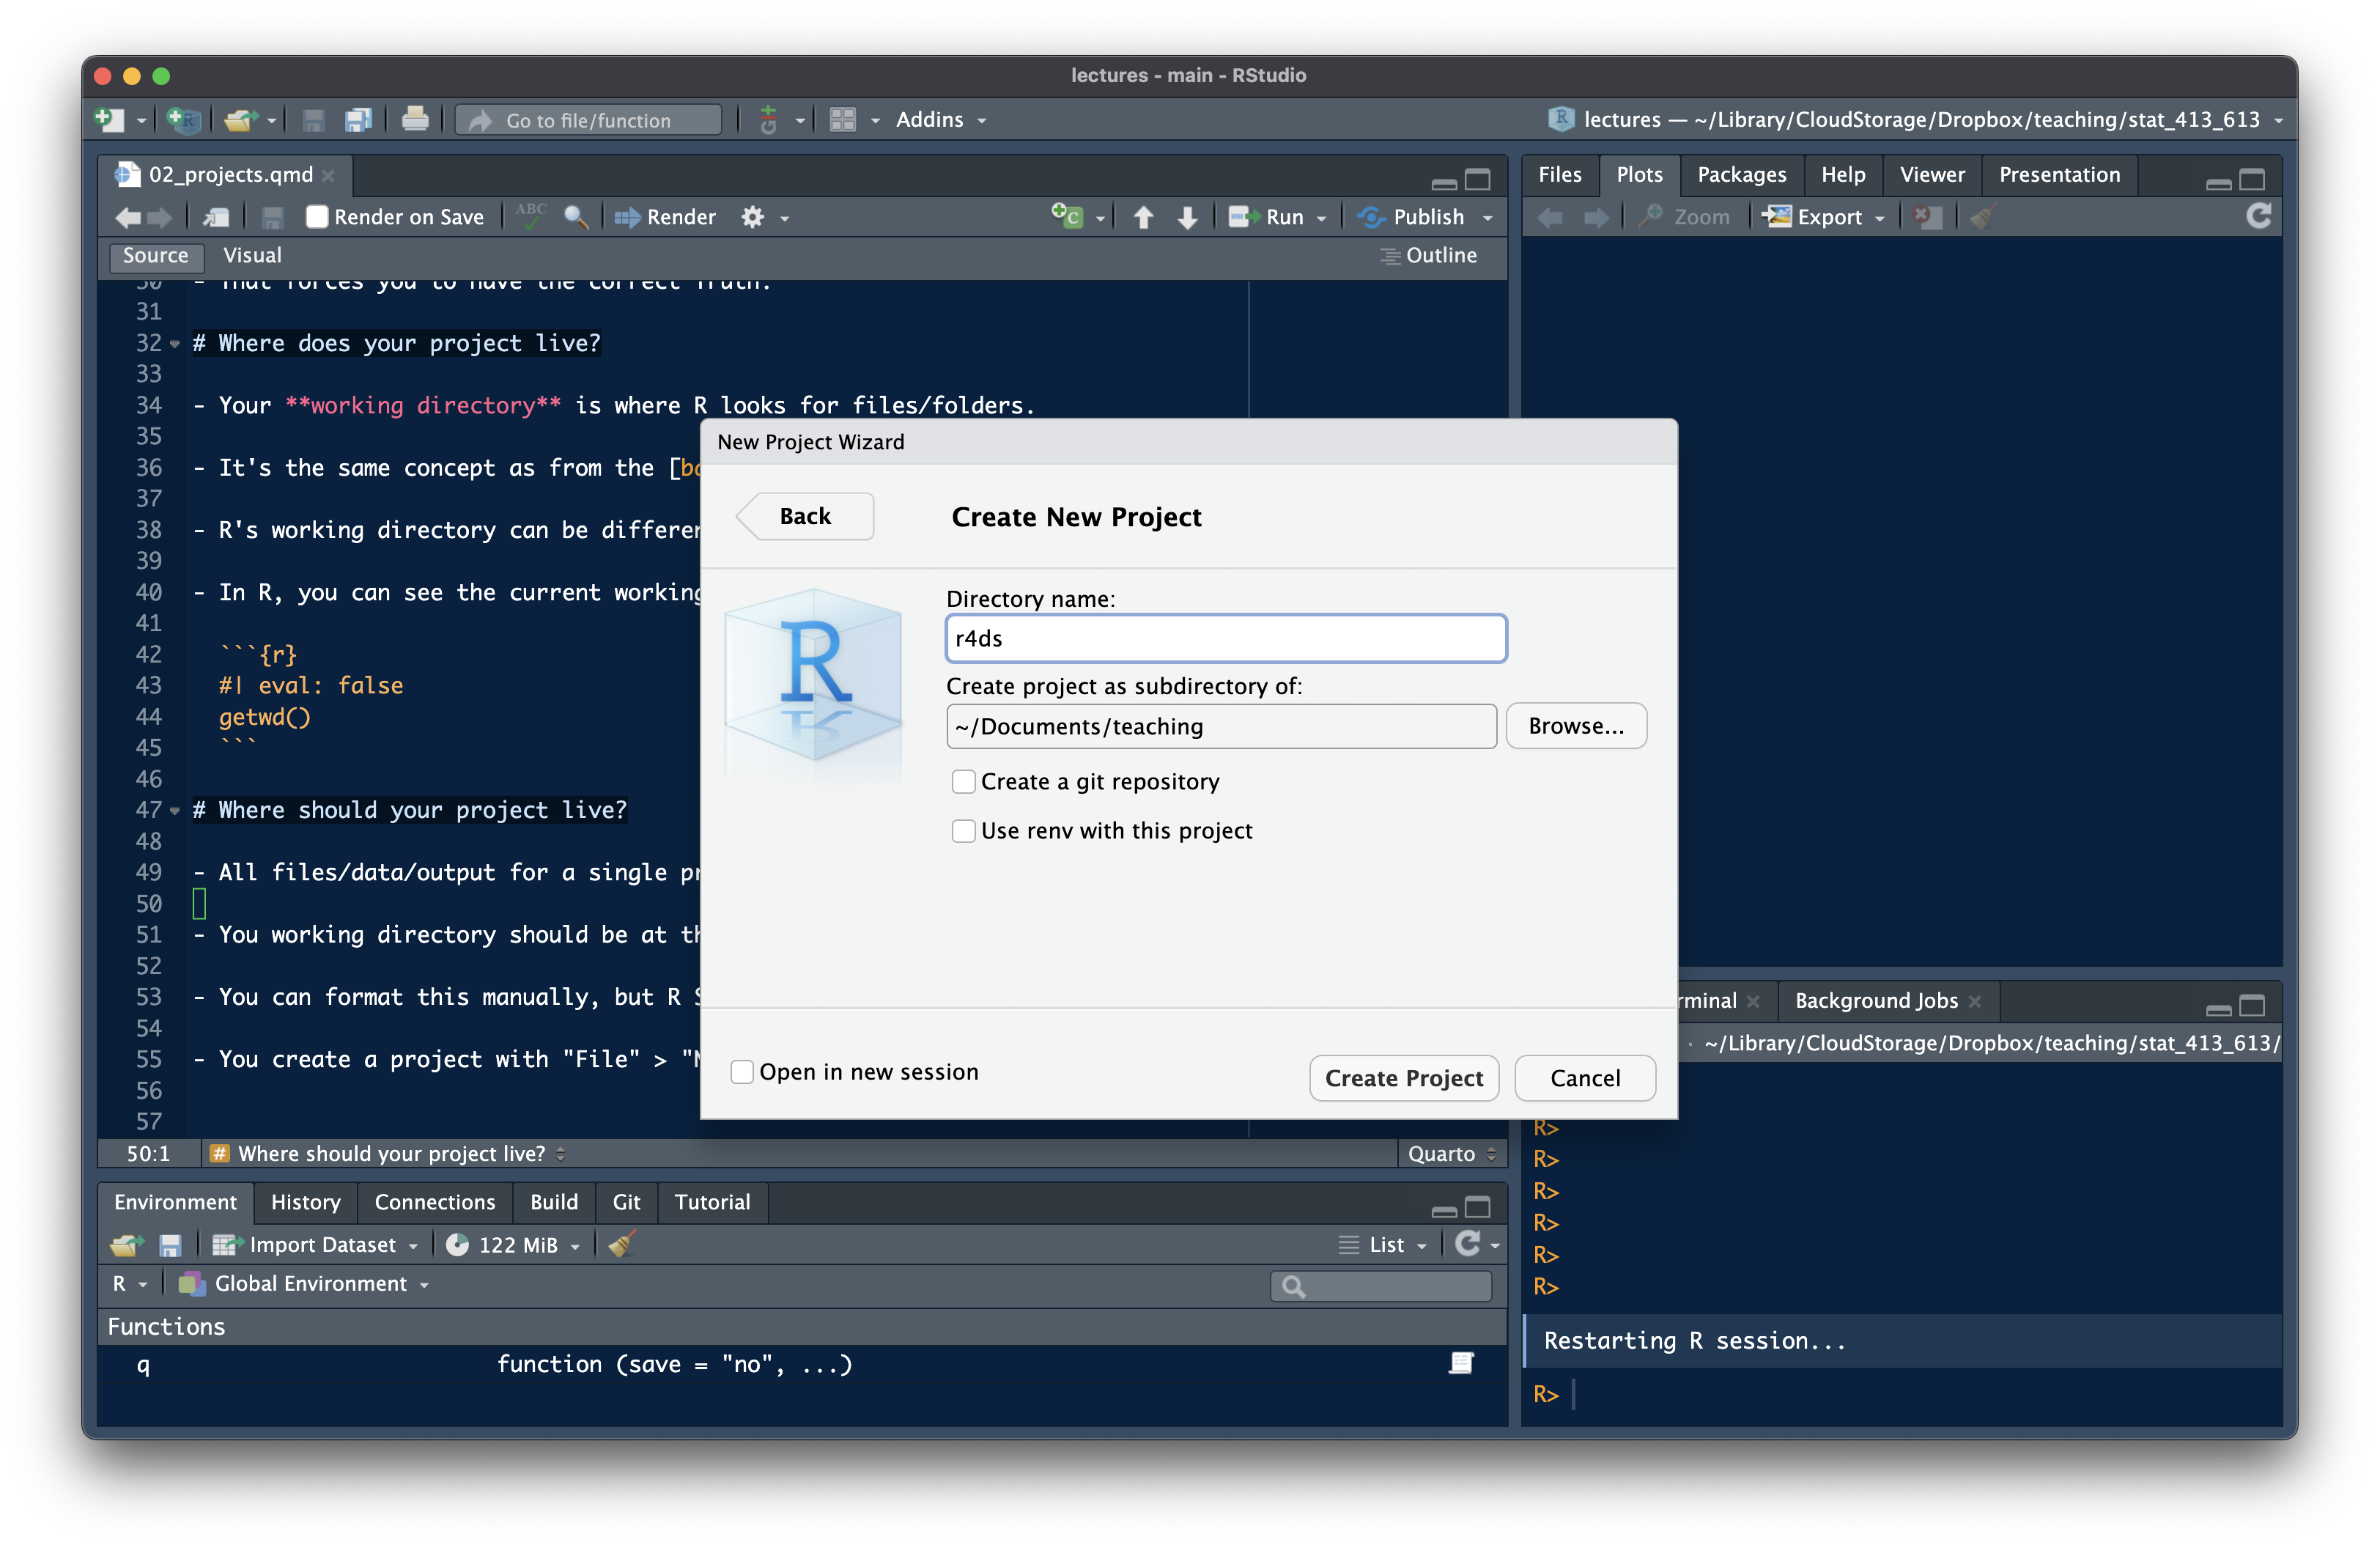 lectures - main - RStudio
Go to file/function
Addins
lectures — ~/Library/CloudStorage/Dropbox/teaching/stat_413_613
02_projects.qmd
Render on Save
ABC
Render
Run
Publish
Source
Visual
Outline
30 - That forces you to have the correct Truth.
31
32 # Where does your project live?
33
34 - Your **working directory** is where R looks for files/folders.
35
36 - It's the same concept as from the [
37
38 - R's working directory can be
39
40 - In R, you can see the current working
41
42 ```{r}
43 #| eval: false
44 getwd()
45 ```
46
47 # Where should your project live?
48
49 - All files/data/output for a single
50
51 - You working directory should be at
52
53 - You can format this manually, but R
54
55 - You create a project with "File" >
56
57
50:1
# Where should your project live?
Quarto
New Project Wizard
Back
Create New Project
R
Directory name:
r4ds
Create project as subdirectory of:
~/Documents/teaching
Browse...
Create a git repository
Use renv with this project
Open in new session
Create Project
Cancel
Environment
History
Connections
Build
Git
Tutorial
Import Dataset
122 MiB
List
R
Global Environment
Functions
q function (save = "no", ...)
Files
Plots
Packages
Help
Viewer
Presentation
Zoom
Export
Background Jobs
· ~/Library/CloudStorage/Dropbox/teaching/stat_413_613/
R>
R>
R>
R>
R>
R>
Restarting R session...
R>